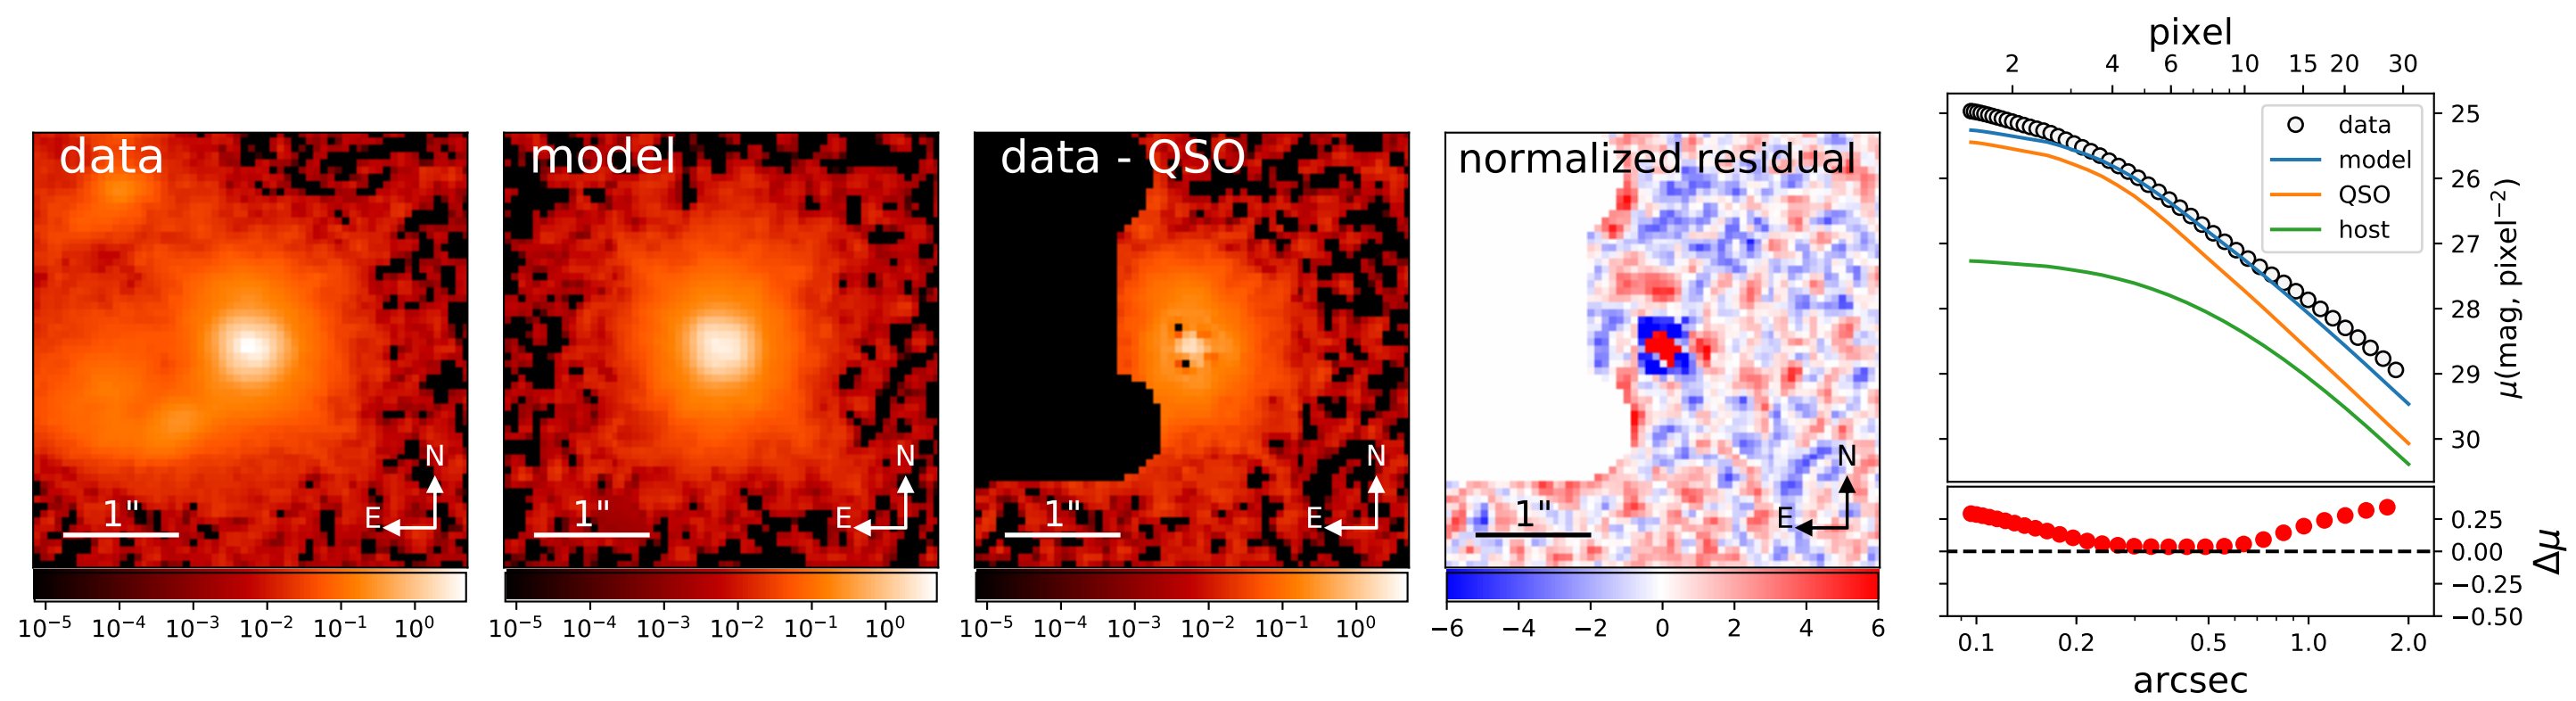 data
N
E
1"
10⁻⁵ 10⁻⁴ 10⁻³ 10⁻² 10⁻¹ 10⁰
model
N
E
1"
10⁻⁵ 10⁻⁴ 10⁻³ 10⁻² 10⁻¹ 10⁰
data - QSO
N
E
1"
10⁻⁵ 10⁻⁴ 10⁻³ 10⁻² 10⁻¹ 10⁰
normalized residual
N
E
1"
−6 −4 −2 0 2 4 6
pixel
2 4 6 10 15 20 30
data
model
QSO
host
25
26
27
28
29
30
μ(mag, pixel⁻²)
0.25
0.00
−0.25
−0.50
Δμ
0.1 0.2 0.5 1.0 2.0
arcsec